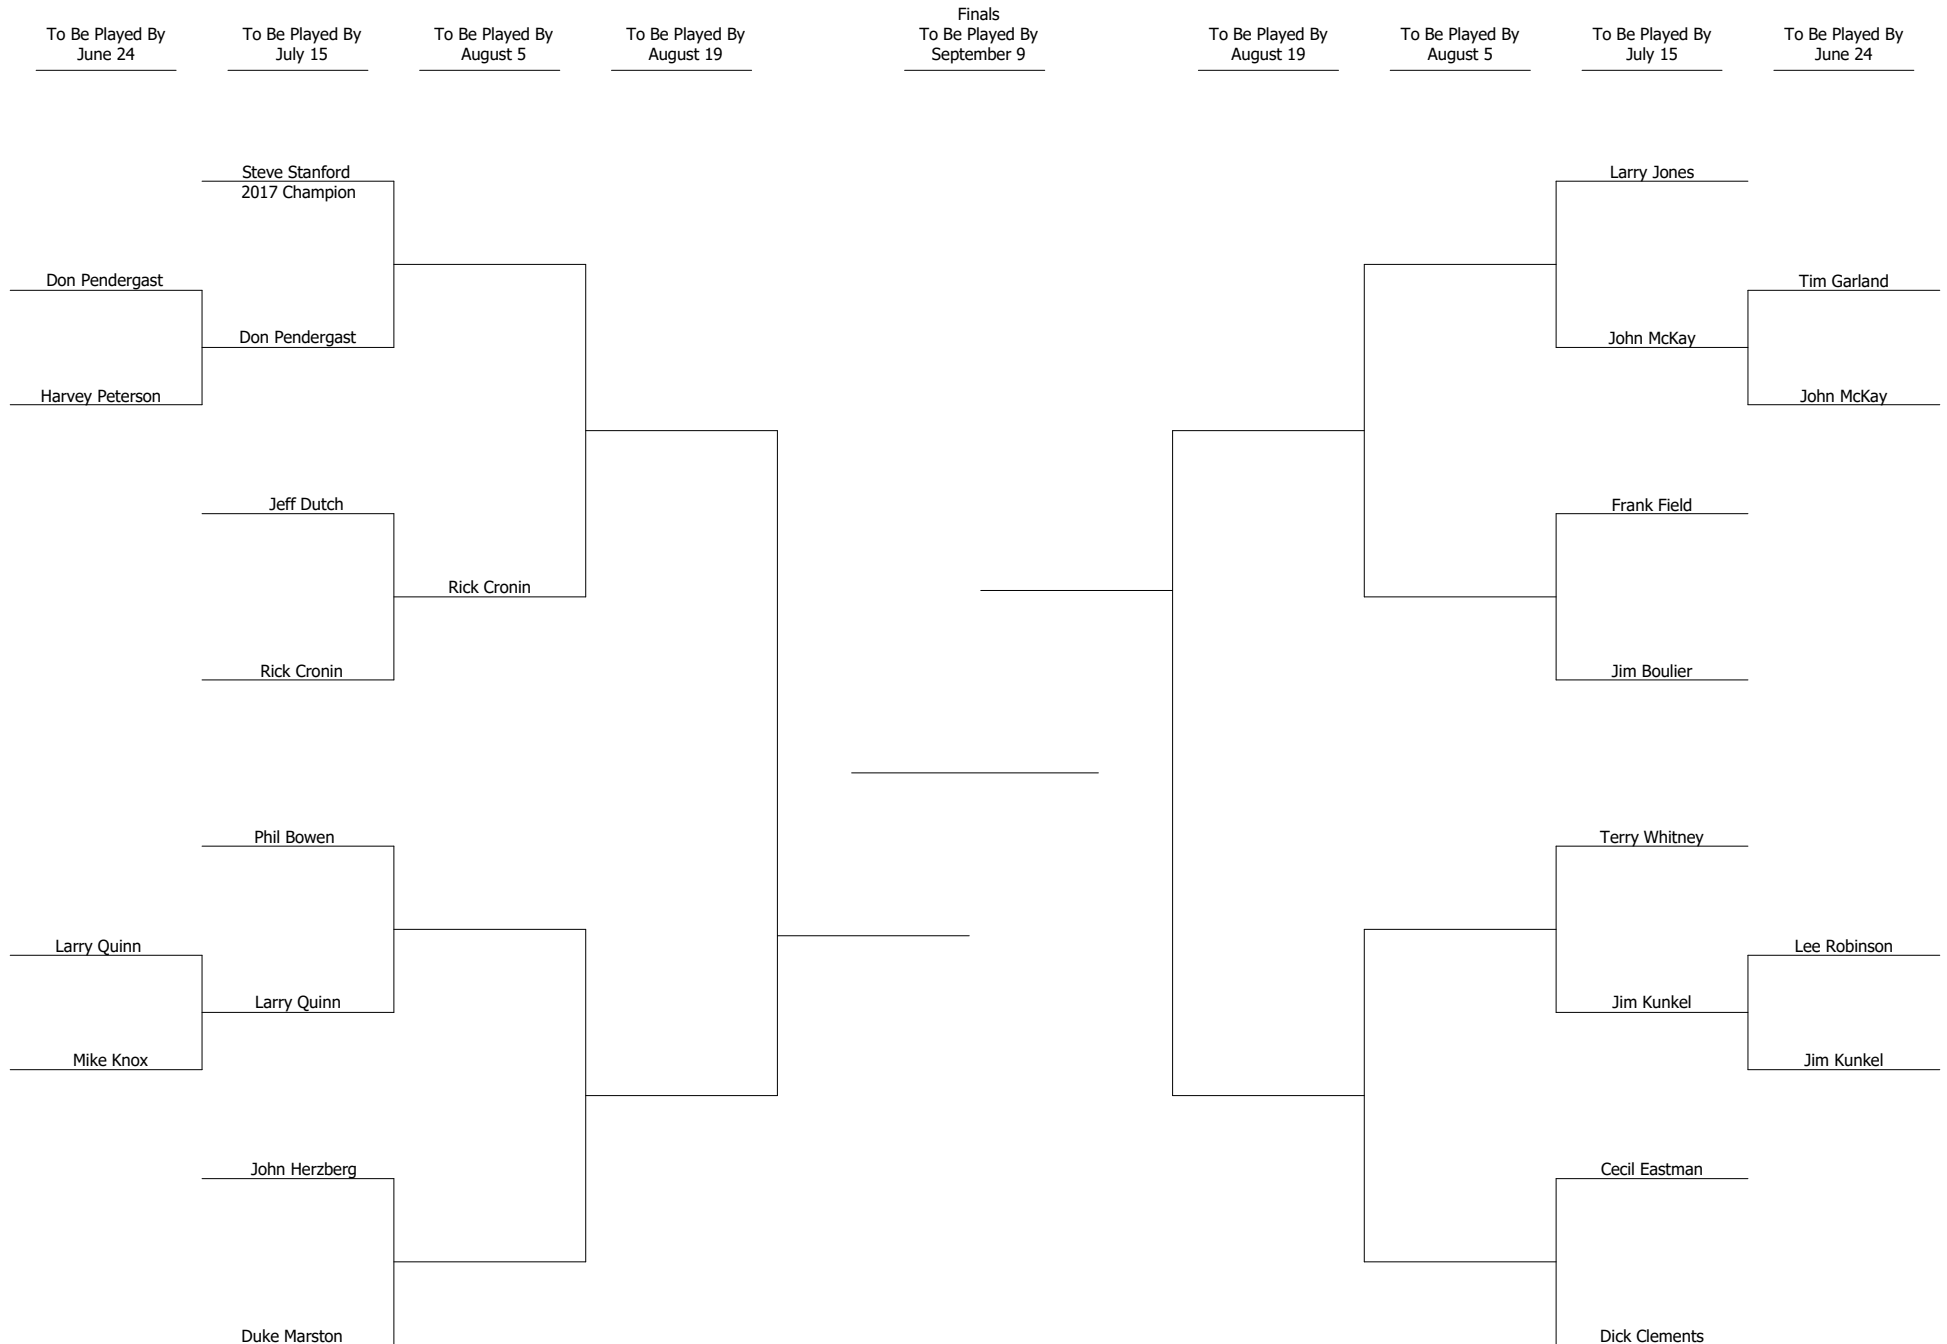 Finals
To Be Played By
June 24
To Be Played By
July 15
To Be Played By
August 5
To Be Played By
August 19
To Be Played By
September 9
To Be Played By
August 19
To Be Played By
August 5
To Be Played By
July 15
To Be Played By
June 24
Steve Stanford
2017 Champion
Larry Jones
Don Pendergast
Tim Garland
Don Pendergast
John McKay
Harvey Peterson
John McKay
Jeff Dutch
Frank Field
Rick Cronin
Rick Cronin
Jim Boulier
Phil Bowen
Terry Whitney
Larry Quinn
Lee Robinson
Larry Quinn
Jim Kunkel
Mike Knox
Jim Kunkel
John Herzberg
Cecil Eastman
Duke Marston
Dick Clements